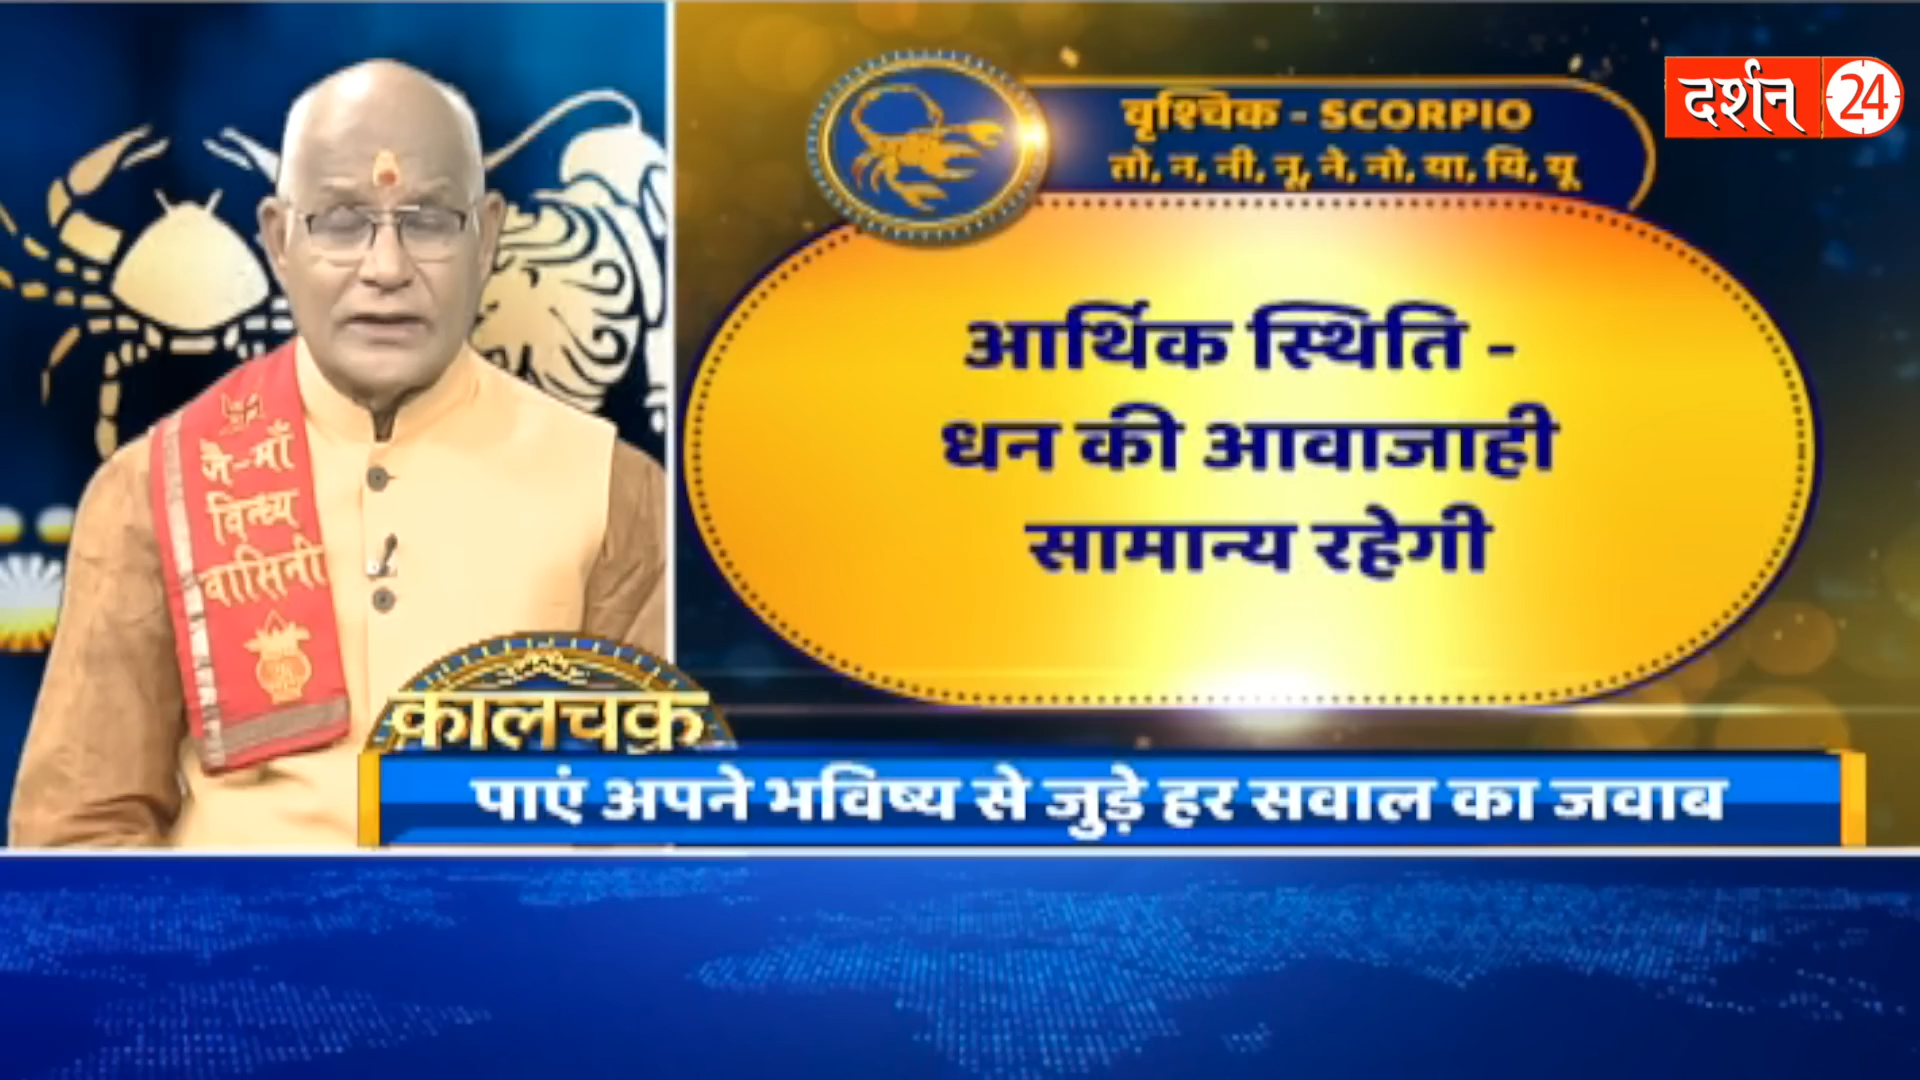 वृश्चिक - SCORPIO
तो, न, नी, नू, ने, नो, या, यि, यू
दर्शन 24
आर्थिक स्थिति -
धन की आवाजाही
सामान्य रहेगी
जै-माँ
विन्ध्य
वासिनी
कालचक्र
पाएं अपने भविष्य से जुड़े हर सवाल का जवाब